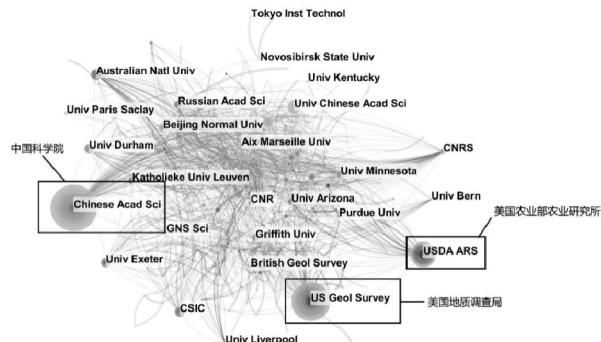 Tokyo Inst Technol
Novosibirsk State Univ
Australian Natl Univ
Univ Kentucky
Russian Acad Sci
Univ Chinese Acad Sci
Univ Paris Saclay
Beijing Normal Univ
中国科学院
Univ Durham
Aix Marseille Univ
CNRS
Katholieke Univ Leuven
Univ Minnesota
Chinese Acad Sci
CNR
Univ Arizona
Univ Bern
Purdue Univ
美国农业部农业研究所
GNS Sci
Griffith Univ
USDA ARS
Univ Exeter
British Geol Survey
US Geol Survey
美国地质调查局
CSIC
Univ Liverpool